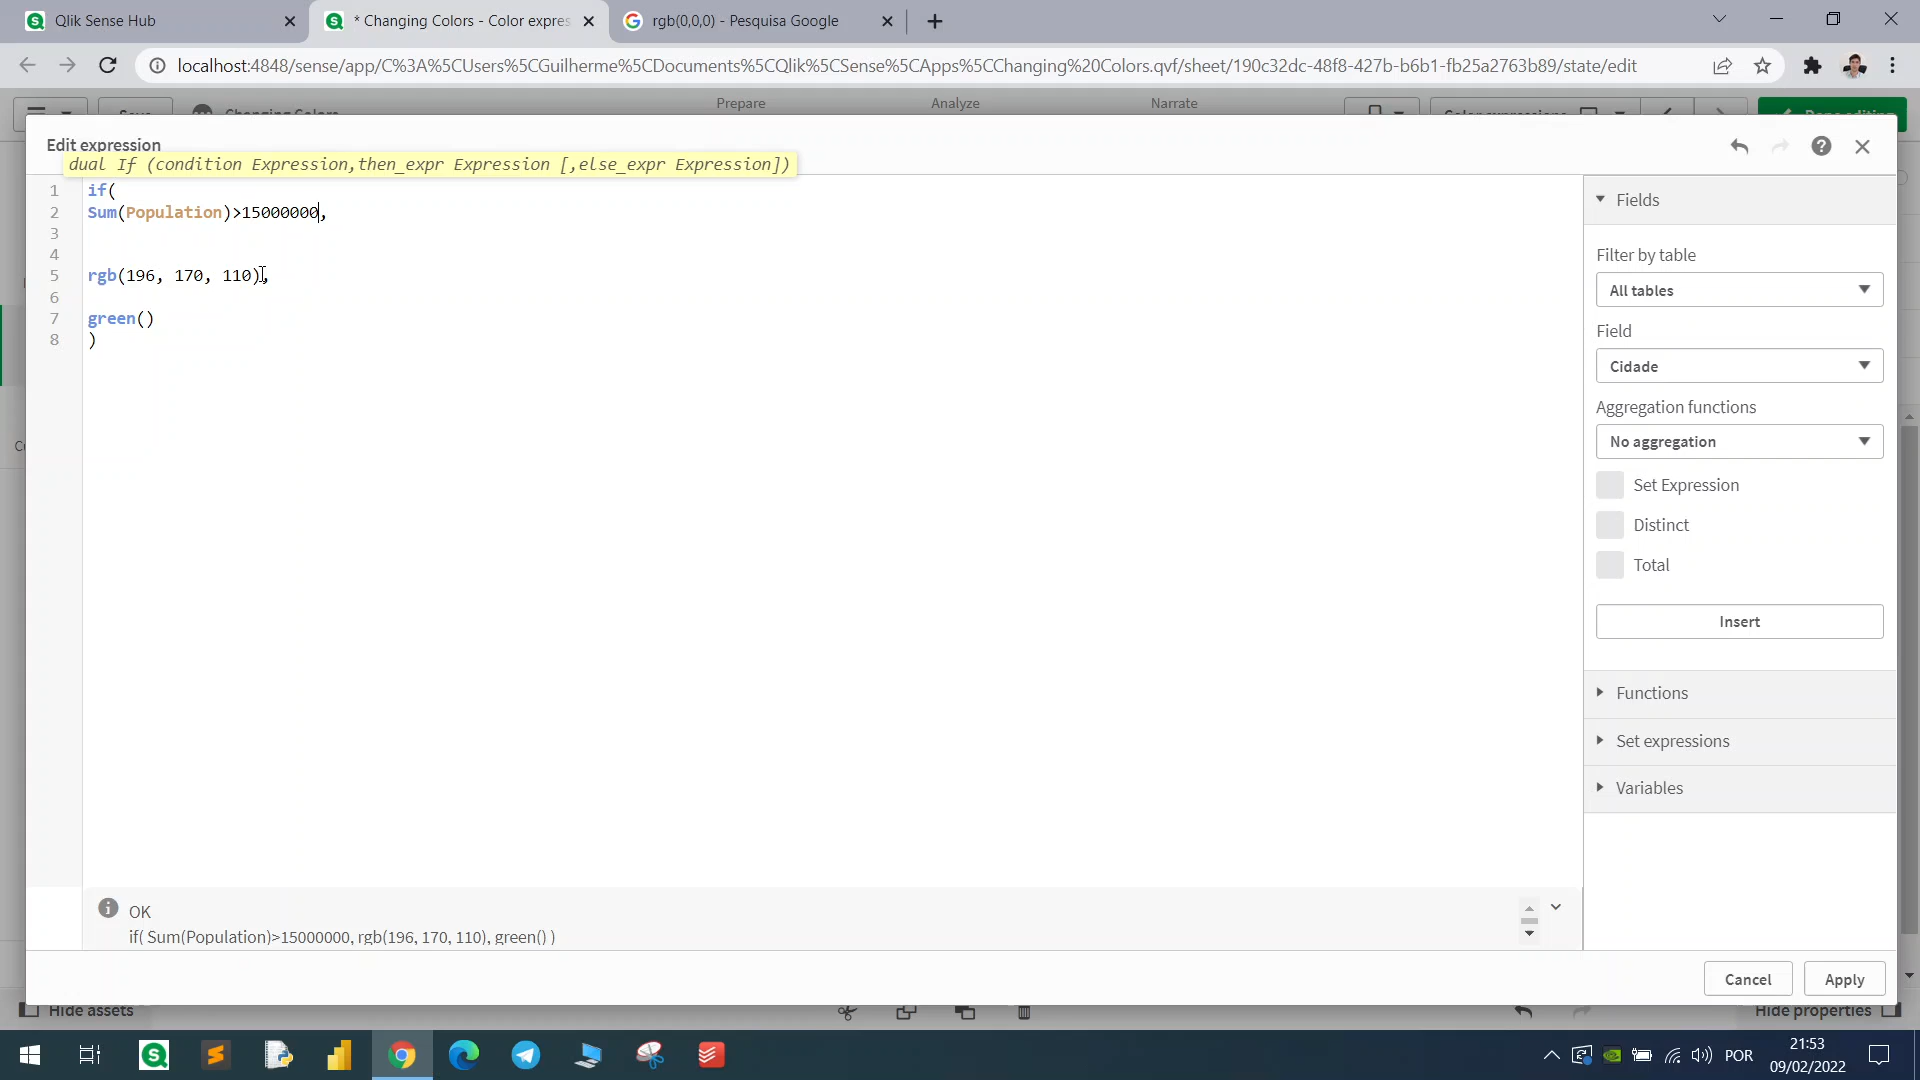 Qlik Sense Hub
* Changing Colors - Color expres
rgb(0,0,0) - Pesquisa Google
localhost:4848/sense/app/C%3A%5CUsers%5CGuilherme%5CDocuments%5CQlik%5CSense%5CApps%5CChanging%20Colors.qvf/sheet/190c32dc-48f8-427b-b6b1-fb25a2763b89/state/edit
Prepare
Analyze
Narrate
Edit expression
dual If (condition Expression,then_expr Expression [,else_expr Expression])
1 if(
2 Sum(Population)>15000000,
3
4
5 rgb(196, 170, 110),
6
7 green()
8 )
Fields
Filter by table
All tables
Field
Cidade
Aggregation functions
No aggregation
Set Expression
Distinct
Total
Insert
Functions
Set expressions
Variables
OK
if( Sum(Population)>15000000, rgb(196, 170, 110), green() )
Cancel
Apply
Hide assets
Hide properties
POR
21:53
09/02/2022